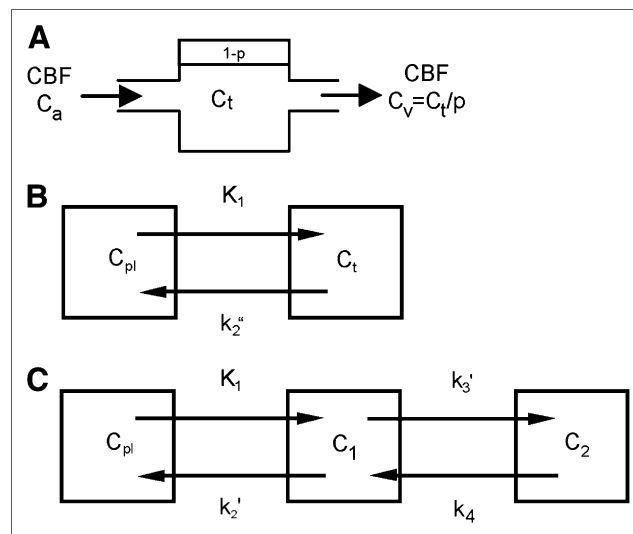 A
1-p
CBF
Cₐ
Cₜ
CBF
Cᵥ=Cₜ/p
B
K₁
Cₚₗ
Cₜ
k₂“
C
K₁
k₃'
Cₚₗ
C₁
C₂
k₂'
k₄